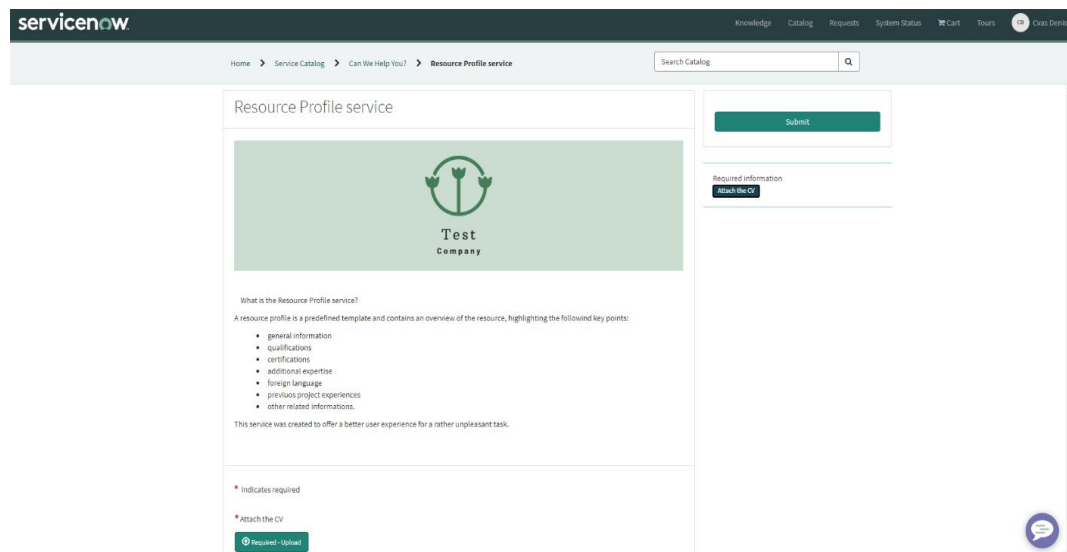 servicenow.
Knowledge Catalog Requests System Status Cart Tours CD Cvas Denis
Home > Service Catalog > Can We Help You? > Resource Profile service
Search Catalog
Resource Profile service
Submit
Required information
Attach the CV
Test
Company
What is the Resource Profile service?
A resource profile is a predefined template and contains an overview of the resource, highlighting the followind key points:
• general information
• qualifications
• certifications
• additional expertise
• foreign language
• previuos project experiences
• other related informations.
This service was created to offer a better user experience for a rather unpleasant task.
* Indicates required
* Attach the CV
Required - Upload